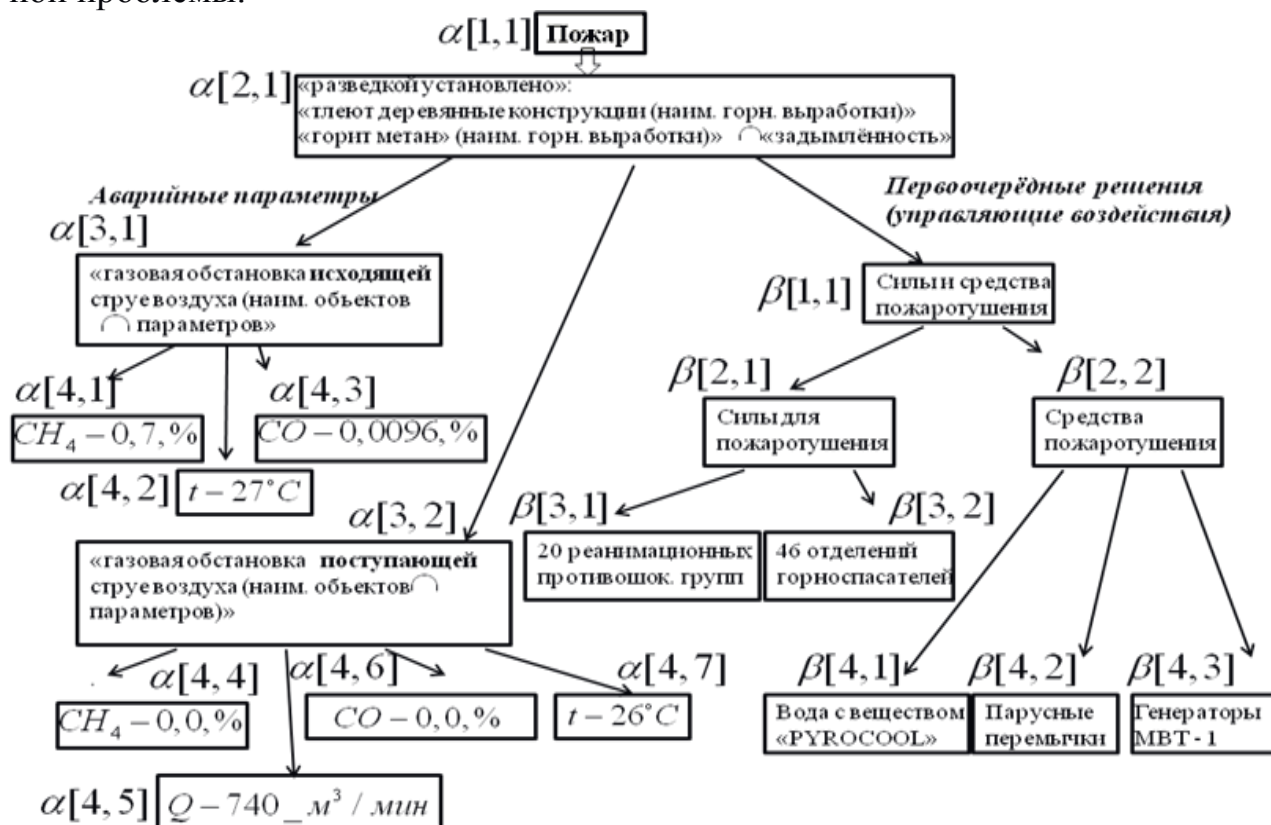 ной проблемы.
α[1,1] Пожар
α[2,1]
«разведкой установлено»:
«тлеют деревянные конструкции (наим. горн. выработки)»
«горит метан» (наим. горн. выработки)» ⌒«задымлённость»
Аварийные параметры
Первоочерёдные решения
(управляющие воздействия)
α[3,1]
«газовая обстановка исходящей
струе воздуха (наим. обьектов
⌒ параметров»
β[1,1]
Силы и средства
пожаротушения
α[4,1]
CH₄ – 0,7,%
α[4,2] t – 27°C
α[4,3]
CO – 0,0096,%
β[2,1]
Силы для
пожаротушения
β[2,2]
Средства
пожаротушения
α[3,2]
«газовая обстановка поступающей
струе воздуха (наим. обьектов⌒
параметров)»
β[3,1]
20 реанимационных
противошок. групп
β[3,2]
46 отделений
горноспасателей
α[4,4]
CH₄ – 0,0,%
α[4,6]
CO – 0,0,%
α[4,7]
t – 26°C
β[4,1]
Вода с веществом
«PYROCOOL»
β[4,2]
Парусные
перемычки
β[4,3]
Генераторы
МВТ - 1
α[4,5] Q – 740 _ м³ / мин